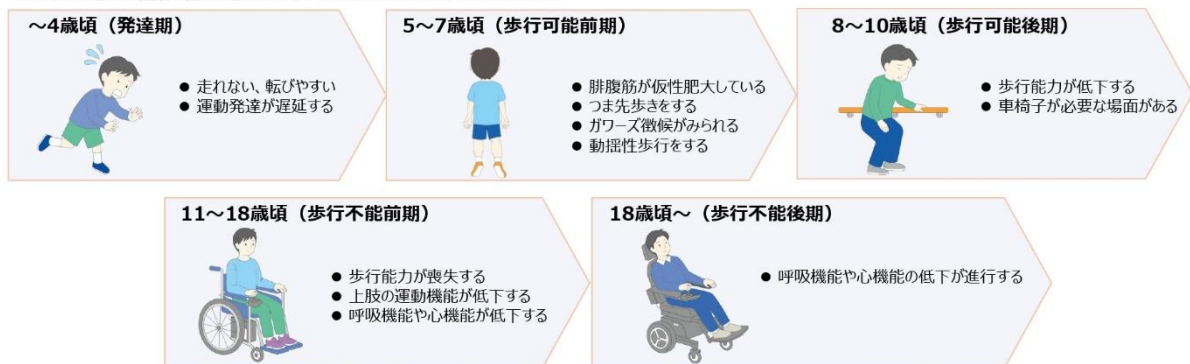 ～4歳頃（発達期）
● 走れない、転びやすい
● 運動発達が遅延する
5～7歳頃（歩行可能前期）
● 腓腹筋が仮性肥大している
● つま先歩きをする
● ガワーズ徴候がみられる
● 動揺性歩行をする
8～10歳頃（歩行可能後期）
● 歩行能力が低下する
● 車椅子が必要な場面がある
11～18歳頃（歩行不能前期）
● 歩行能力が喪失する
● 上肢の運動機能が低下する
● 呼吸機能や心機能が低下する
18歳頃～（歩行不能後期）
● 呼吸機能や心機能の低下が進行する